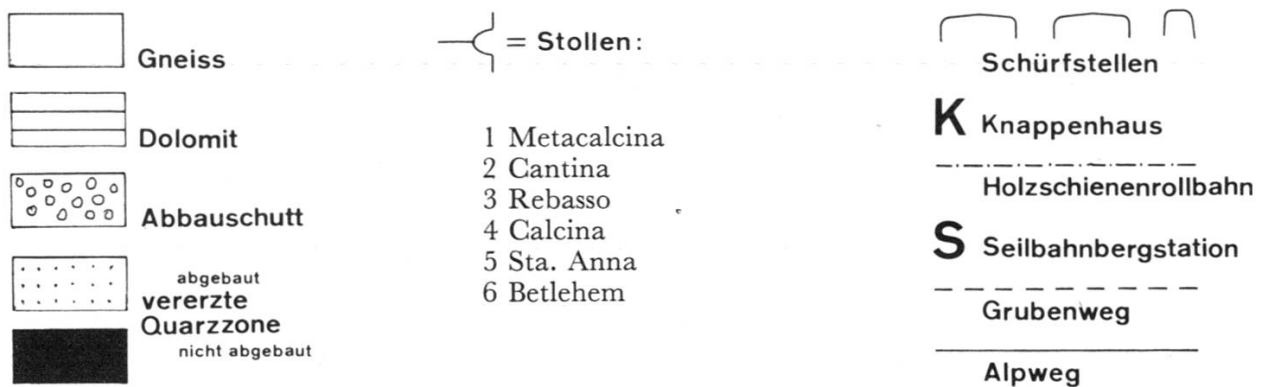 Gneiss
Dolomit
Abbauschutt
abgebaut
vererzte
Quarzzone
nicht abgebaut
= Stollen:
1 Metacalcina
2 Cantina
3 Rebasso
4 Calcina
5 Sta. Anna
6 Betlehem
Schürfstellen
K Knappenhaus
Holzschienenrollbahn
S Seilbahnbergstation
Grubenweg
Alpweg